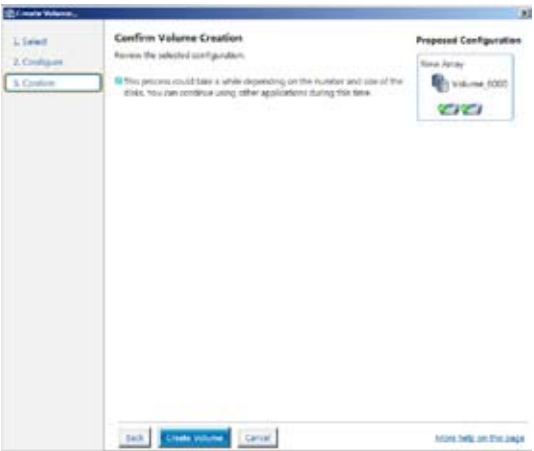 Create Volume...
1. Select
2. Configure
3. Confirm
Confirm Volume Creation
Review the selected configuration.
This process could take a while depending on the number and size of the
disks. You can continue using other applications during this time.
Proposed Configuration
New Array
Volume_0000
Back
Create Volume
Cancel
More help on this page